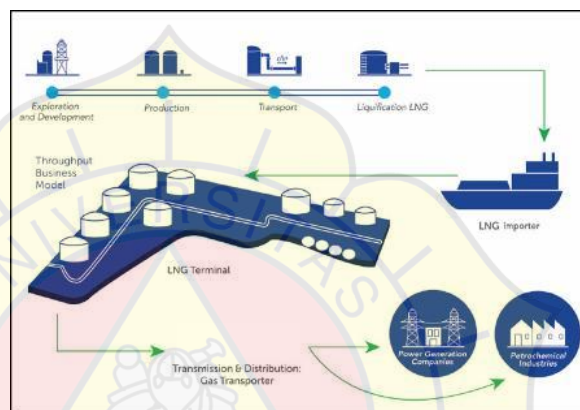 Exploration
and Development
Production
Transport
Liquification LNG
Throughput
Business
Model
LNG importer
LNG Terminal
Transmission & Distribution:
Gas Transporter
Power Generation
Companies
Petrochemical
Industries
UNIVERSITAS